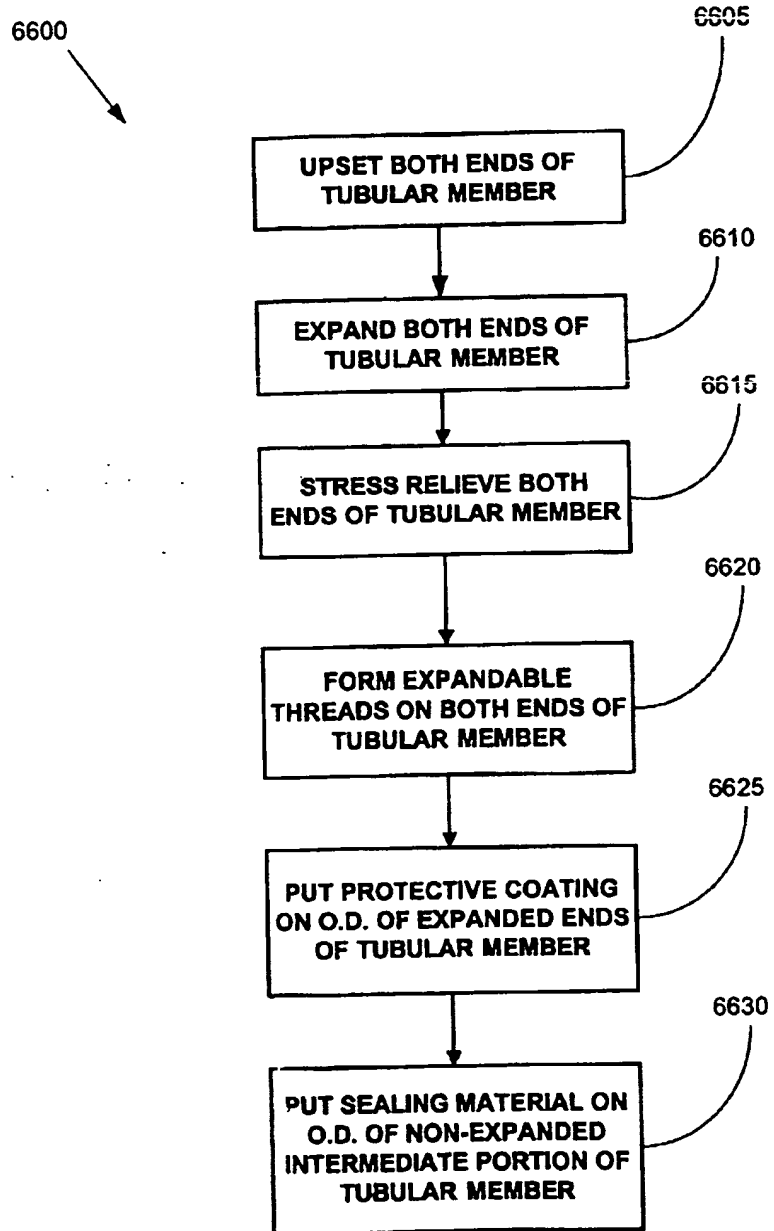 6600
6605
UPSET BOTH ENDS OF
TUBULAR MEMBER
6610
EXPAND BOTH ENDS OF
TUBULAR MEMBER
6615
STRESS RELIEVE BOTH
ENDS OF TUBULAR MEMBER
6620
FORM EXPANDABLE
THREADS ON BOTH ENDS OF
TUBULAR MEMBER
6625
PUT PROTECTIVE COATING
ON O.D. OF EXPANDED ENDS
OF TUBULAR MEMBER
6630
PUT SEALING MATERIAL ON
O.D. OF NON-EXPANDED
INTERMEDIATE PORTION OF
TUBULAR MEMBER